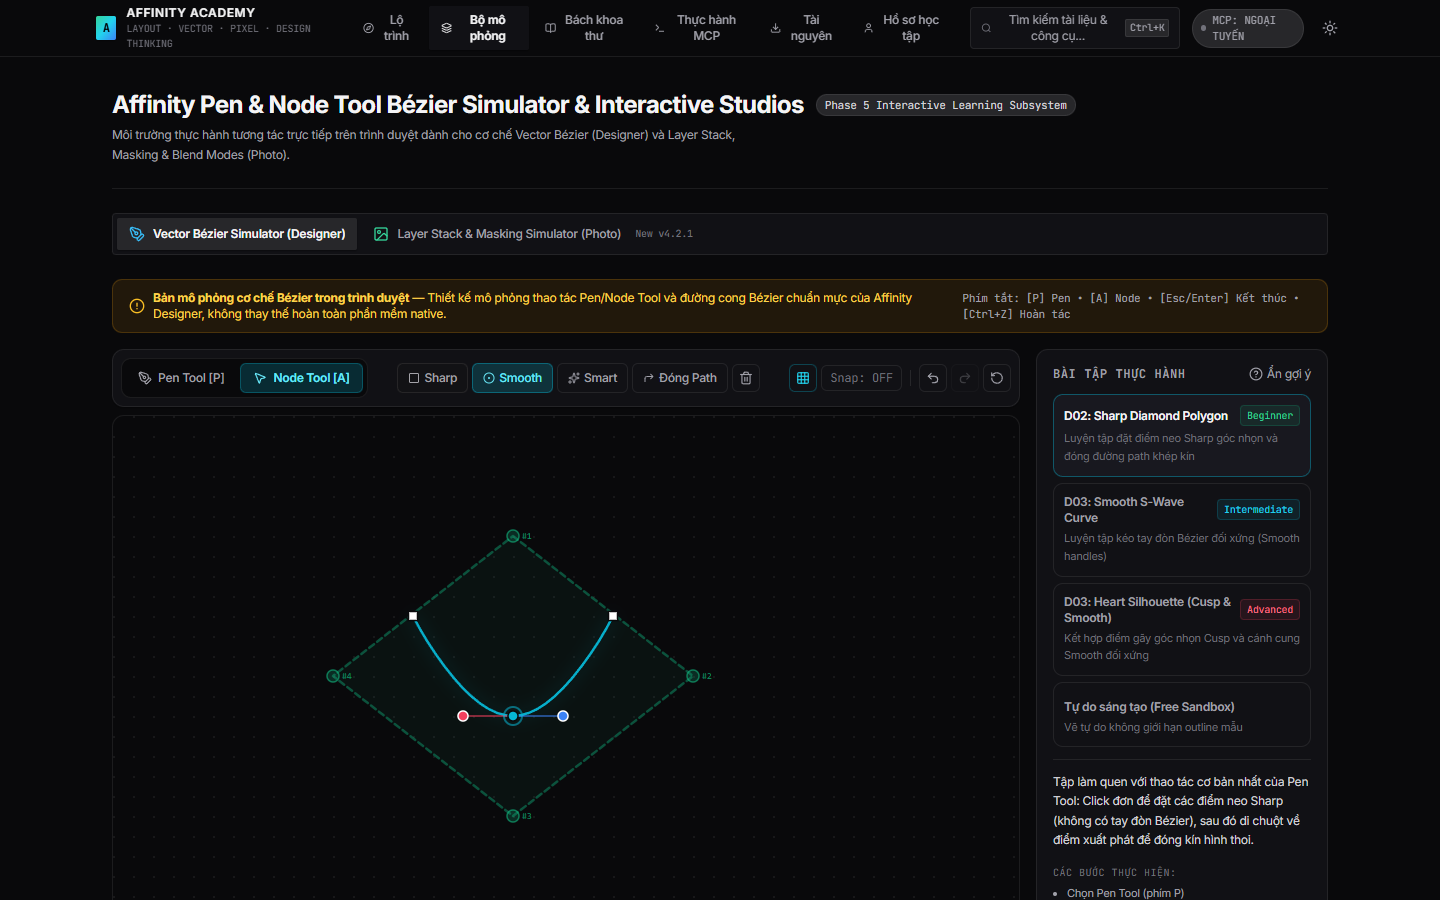 A
AFFINITY ACADEMY
LAYOUT · VECTOR · PIXEL · DESIGN
THINKING
Lộ
trình
Bộ mô
phỏng
Bách khoa
thư
Thực hành
MCP
Tài
nguyên
Hồ sơ học
tập
Tìm kiếm tài liệu &
công cụ...
Ctrl+K
MCP: NGOẠI
TUYẾN
Affinity Pen & Node Tool Bézier Simulator & Interactive Studios
Phase 5 Interactive Learning Subsystem
Môi trường thực hành tương tác trực tiếp trên trình duyệt dành cho cơ chế Vector Bézier (Designer) và Layer Stack,
Masking & Blend Modes (Photo).
Vector Bézier Simulator (Designer)
Layer Stack & Masking Simulator (Photo)
New v4.2.1
Bản mô phỏng cơ chế Bézier trong trình duyệt — Thiết kế mô phỏng thao tác Pen/Node Tool và đường cong Bézier chuẩn mực của Affinity
Designer, không thay thế hoàn toàn phần mềm native.
Phím tắt: [P] Pen • [A] Node • [Esc/Enter] Kết thúc •
[Ctrl+Z] Hoàn tác
Pen Tool [P]
Node Tool [A]
Sharp
Smooth
Smart
Đóng Path
Snap: OFF
#1
#2
#3
#4
BÀI TẬP THỰC HÀNH
Ẩn gợi ý
D02: Sharp Diamond Polygon
Beginner
Luyện tập đặt điểm neo Sharp góc nhọn và
đóng đường path khép kín
D03: Smooth S-Wave
Curve
Intermediate
Luyện tập kéo tay đòn Bézier đối xứng (Smooth
handles)
D03: Heart Silhouette (Cusp &
Smooth)
Advanced
Kết hợp điểm gãy góc nhọn Cusp và cánh cung
Smooth đối xứng
Tự do sáng tạo (Free Sandbox)
Vẽ tự do không giới hạn outline mẫu
Tập làm quen với thao tác cơ bản nhất của Pen
Tool: Click đơn để đặt các điểm neo Sharp
(không có tay đòn Bézier), sau đó di chuột về
điểm xuất phát để đóng kín hình thoi.
CÁC BƯỚC THỰC HIỆN:
• Chọn Pen Tool (phím P)